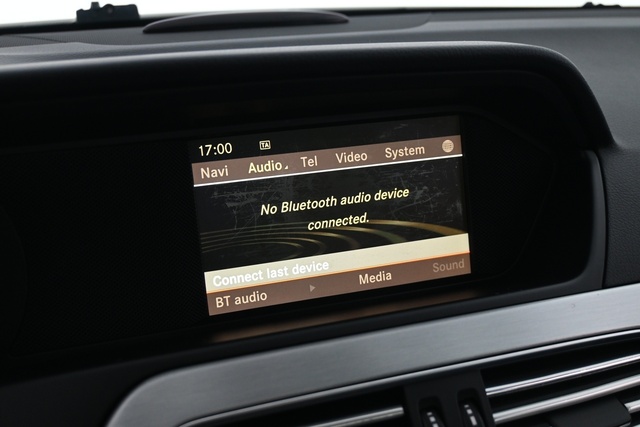 17:00 TA
Navi Audio Tel Video System
No Bluetooth audio device
connected.
Connect last device
BT audio Media Sound